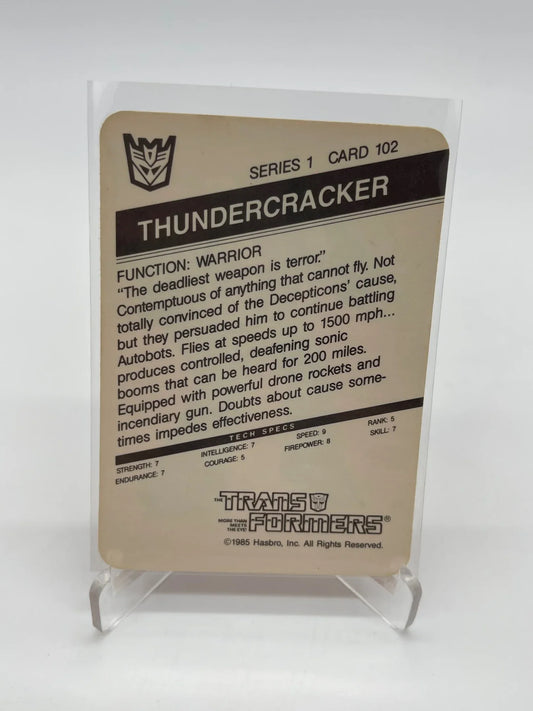 SERIES 1 CARD 102
THUNDERCRACKER
FUNCTION: WARRIOR
"The deadliest weapon is terror."
Contemptuous of anything that cannot fly. Not
totally convinced of the Decepticons' cause,
but they persuaded him to continue battling
Autobots. Flies at speeds up to 1500 mph...
produces controlled, deafening sonic
booms that can be heard for 200 miles.
Equipped with powerful drone rockets and
incendiary gun. Doubts about cause some-
times impedes effectiveness.
TECH SPECS
STRENGTH: 7 INTELLIGENCE: 7 SPEED: 9 RANK: 5
ENDURANCE: 7 COURAGE: 5 FIREPOWER: 8 SKILL: 7
THE TRANS
FORMERS®
MORE THAN
MEETS
THE EYE!
©1985 Hasbro, Inc. All Rights Reserved.